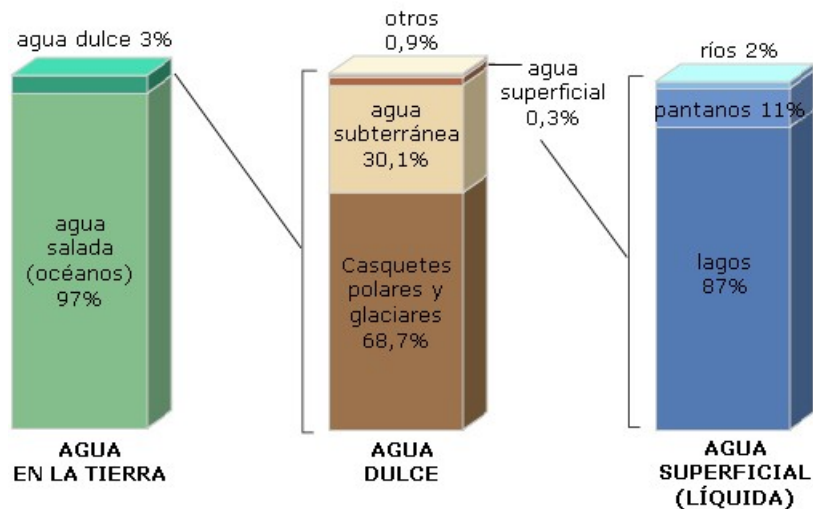 agua dulce 3%
agua
salada
(océanos)
97%
AGUA
EN LA TIERRA
otros
0,9%
agua
superficial
0,3%
agua
subterránea
30,1%
Casquetes
polares y
glaciares
68,7%
AGUA
DULCE
ríos 2%
pantanos 11%
lagos
87%
AGUA
SUPERFICIAL
(LÍQUIDA)